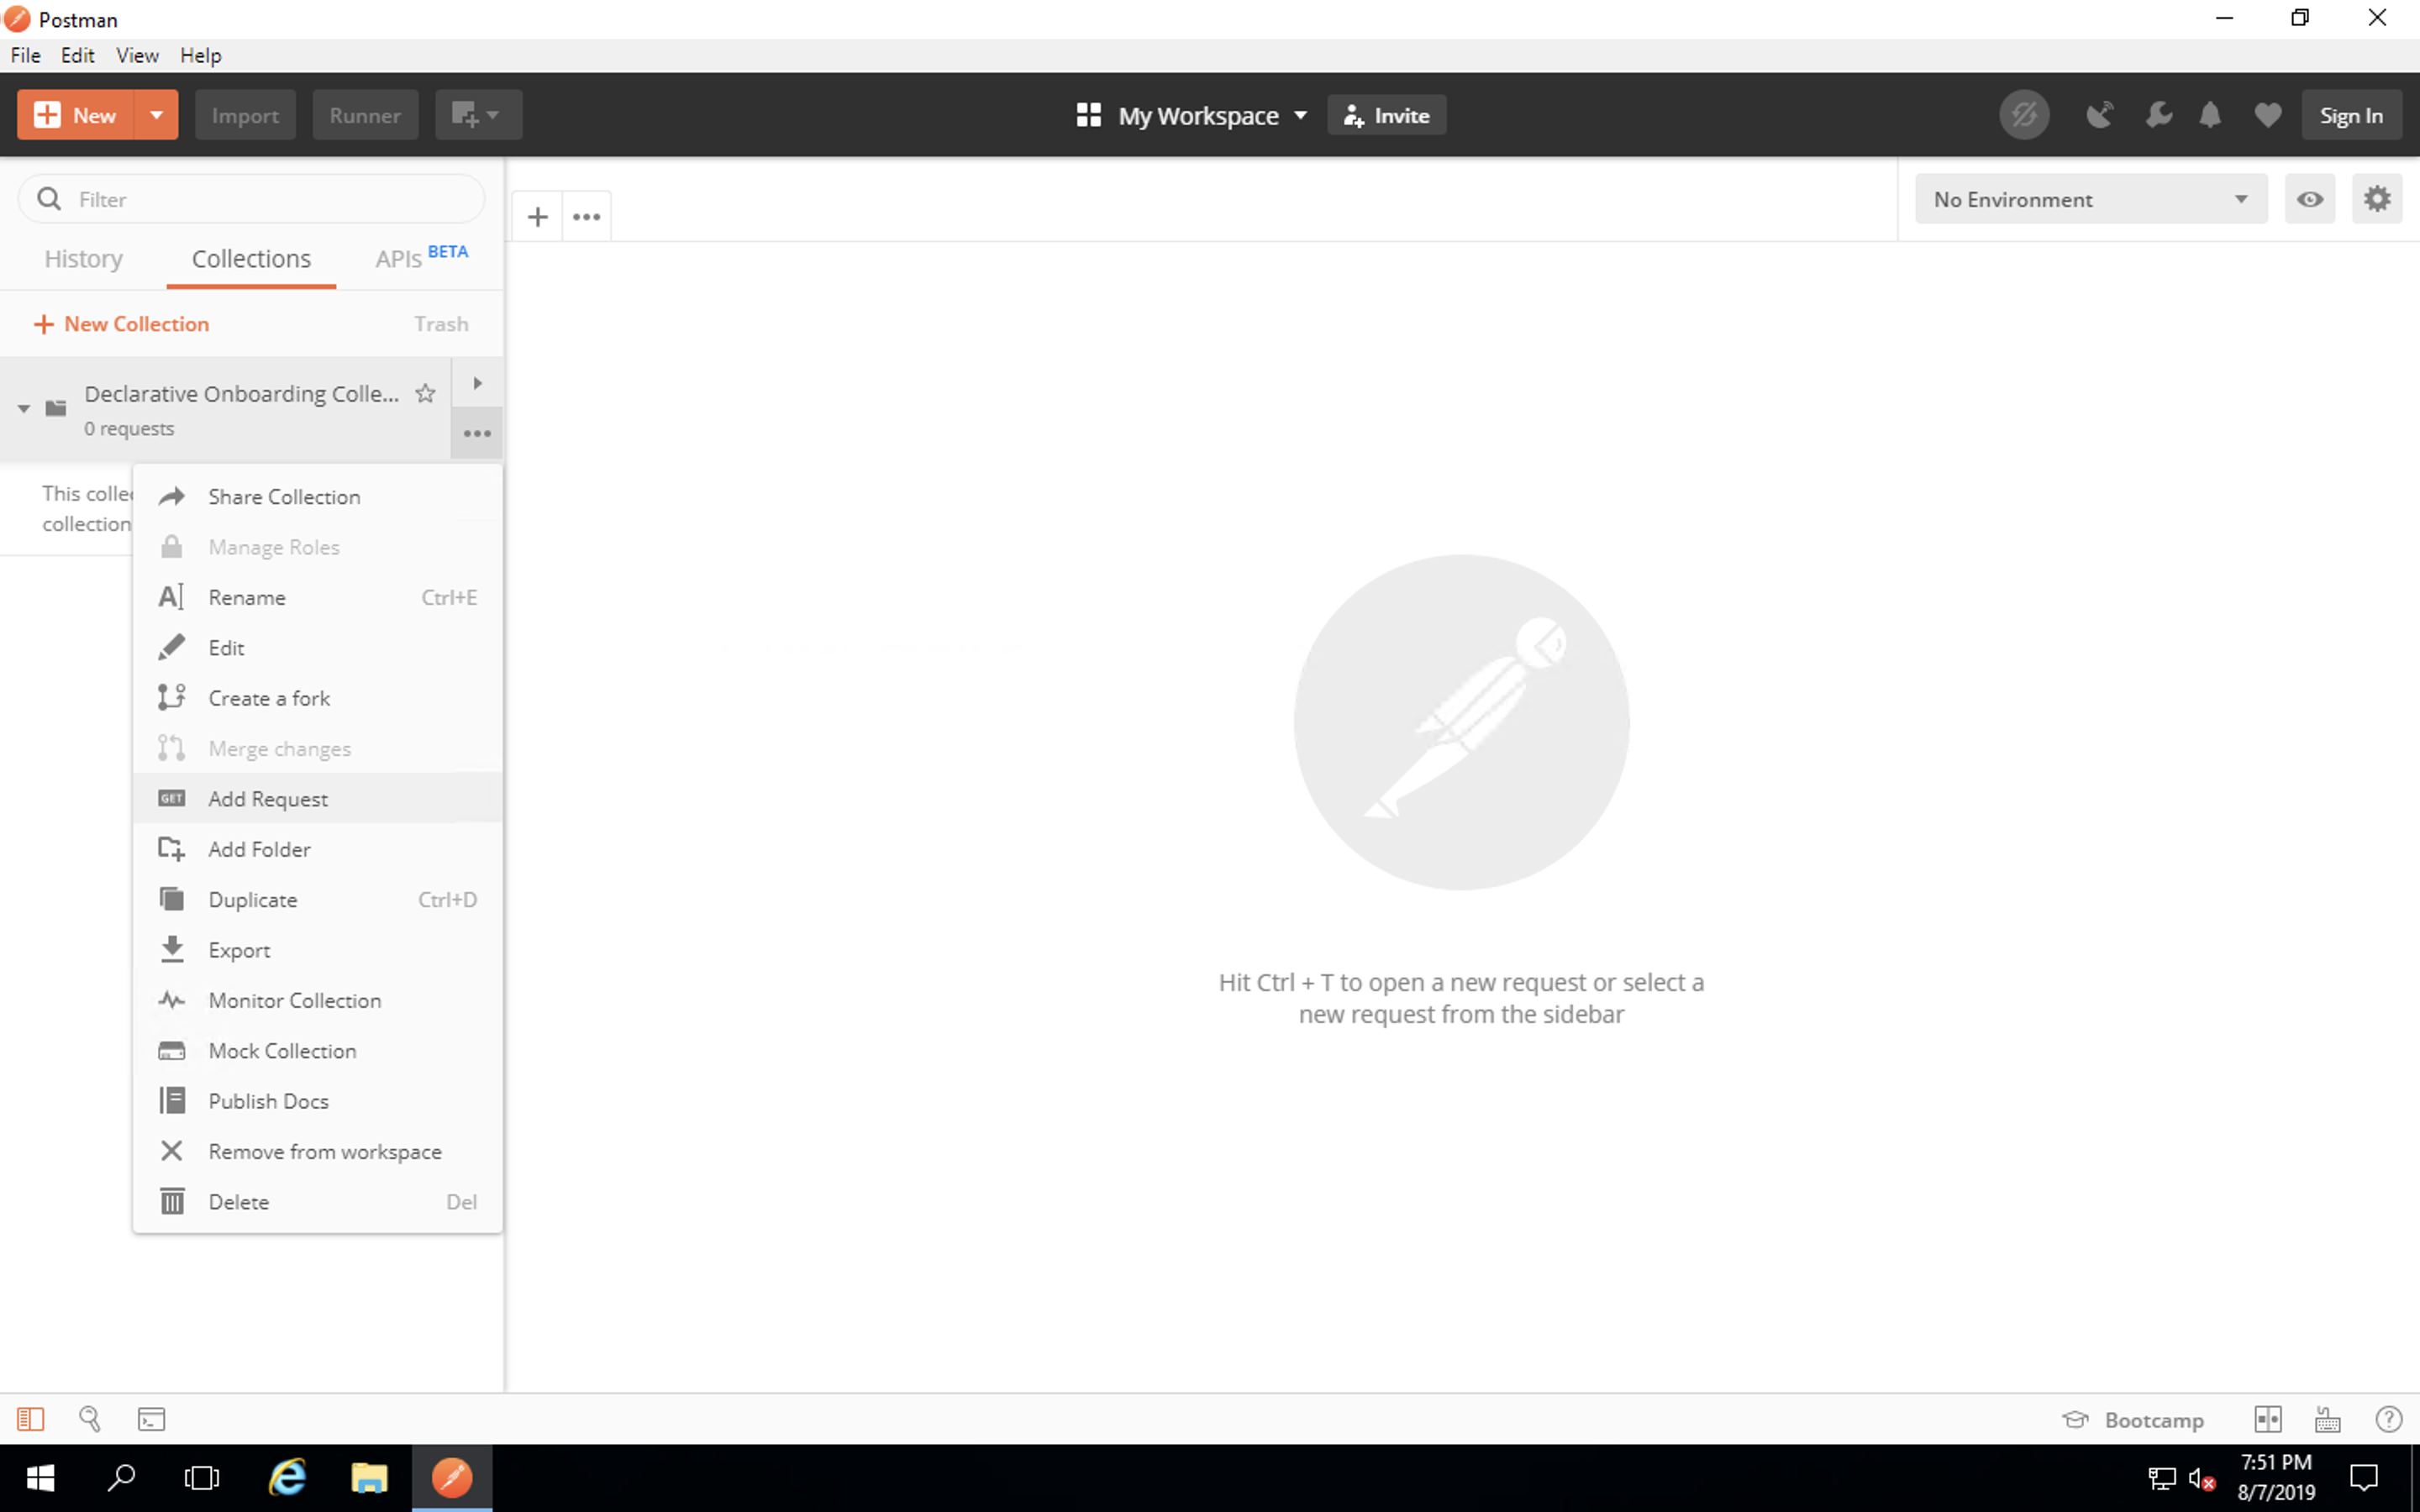 Postman
File Edit View Help
New Import Runner My Workspace Invite Sign In
Filter
No Environment
History Collections APIs BETA
New Collection Trash
Declarative Onboarding Colle...
0 requests
This colle
collection
Share Collection
Manage Roles
Rename Ctrl+E
Edit
Create a fork
Merge changes
GET Add Request
Add Folder
Duplicate Ctrl+D
Export
Monitor Collection
Mock Collection
Publish Docs
Remove from workspace
Delete Del
Hit Ctrl + T to open a new request or select a
new request from the sidebar
Bootcamp
7:51 PM
8/7/2019